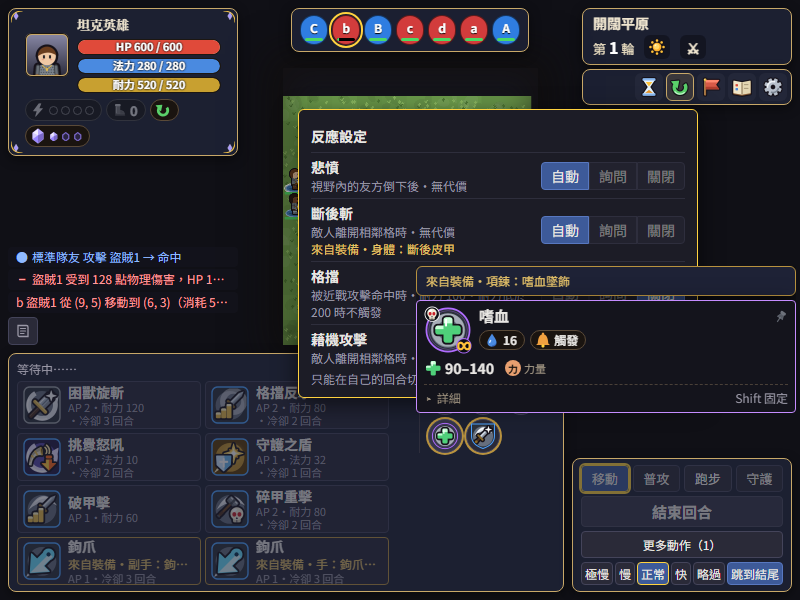 坦克英雄
HP 600 / 600
法力 280 / 280
耐力 520 / 520
0
C b B c d a A
開闊平原
第 1 輪
標準隊友 攻擊 盜賊1 → 命中
– 盜賊1 受到 128 點物理傷害，HP 1…
b 盜賊1 從 (9, 5) 移動到 (6, 3)（消耗 5…
反應設定
悲憤
視野內的友方倒下後・無代價
自動 詢問 關閉
斷後斬
敵人離開相鄰格時・無代價
來自裝備・身體：斷後皮甲
自動 詢問 關閉
格擋
被近戰攻擊命中時・
200 時不觸發
藉機攻擊
敵人離開相鄰格時・
只能在自己的回合切
來自裝備・項鍊：嗜血墜飾
嗜血
16
觸發
90–140
力 力量
▸ 詳細
Shift 固定
等待中⋯⋯
困獸旋斬
AP 2・耐力 120
・冷卻 3 回合
格擋反
AP 2・耐力 80
・冷卻 2 回合
挑釁怒吼
AP 1・法力 10
・冷卻 2 回合
守護之盾
AP 1・法力 32
・冷卻 1 回合
破甲擊
AP 1・耐力 60
碎甲重擊
AP 2・耐力 80
・冷卻 2 回合
鉤爪
來自裝備・副手：鉤…
AP 1・冷卻 3 回合
鉤爪
來自裝備・手：鉤爪…
AP 1・冷卻 3 回合
移動 普攻 跑步 守護
結束回合
更多動作（1）
極慢 慢 正常 快 略過 跳到結尾